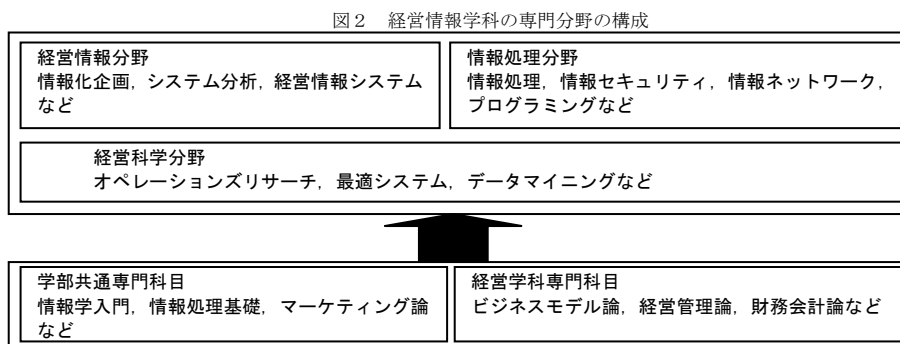 図２　経営情報学科の専門分野の構成
経営情報分野
情報化企画，システム分析，経営情報システム
など
情報処理分野
情報処理，情報セキュリティ，情報ネットワーク，
プログラミングなど
経営科学分野
オペレーションズリサーチ，最適システム，データマイニングなど
学部共通専門科目
情報学入門，情報処理基礎，マーケティング論
など
経営学科専門科目
ビジネスモデル論，経営管理論，財務会計論など